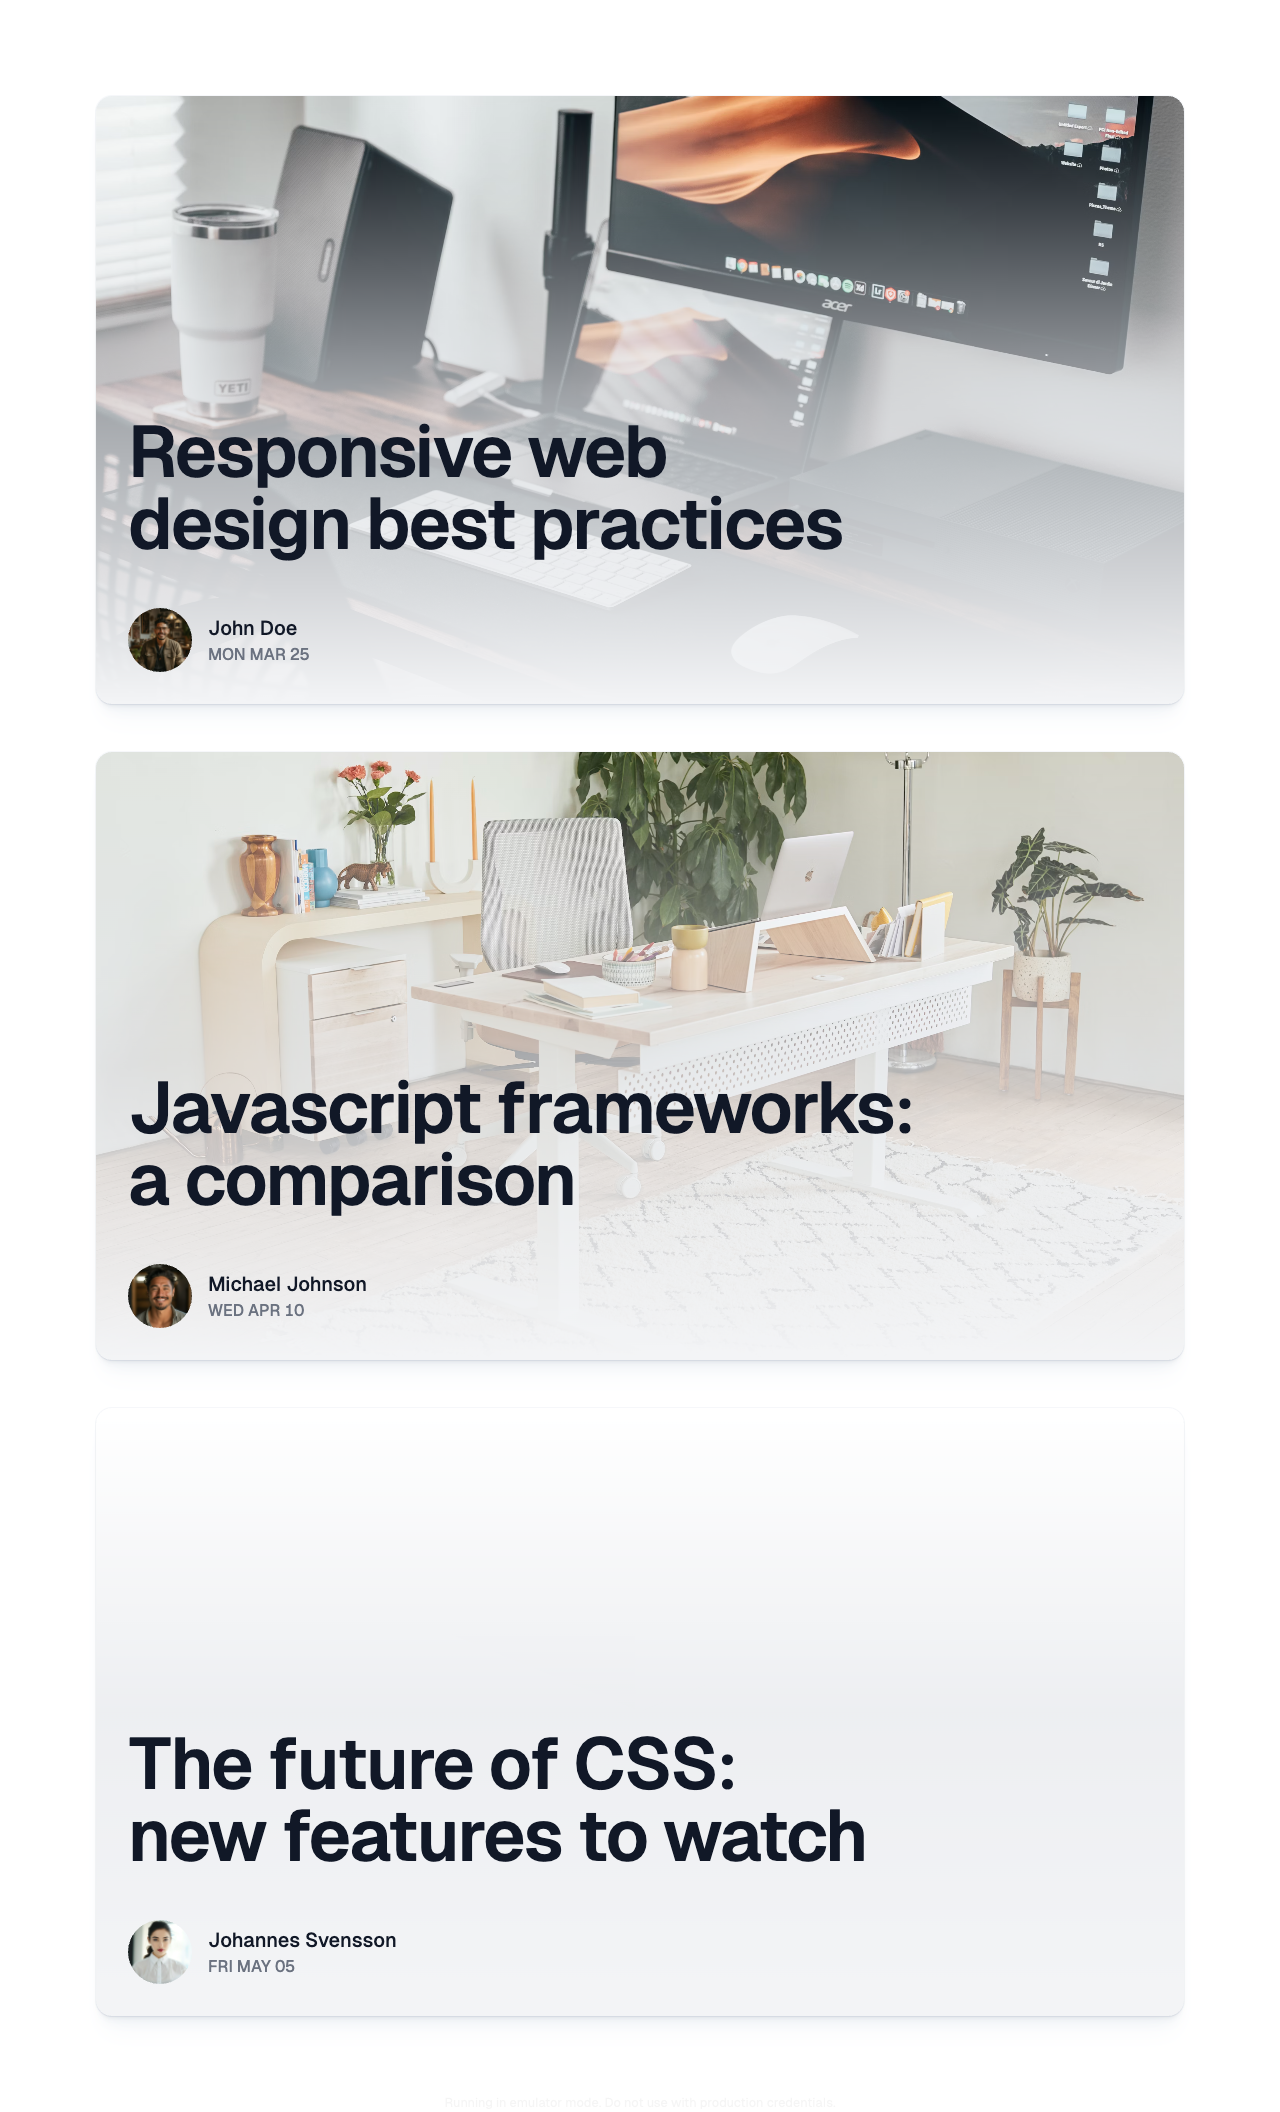 YETI
acer
Responsive web
design best practices
John Doe
MON MAR 25
Javascript frameworks:
a comparison
Michael Johnson
WED APR 10
The future of CSS:
new features to watch
Johannes Svensson
FRI MAY 05
Running in emulator mode. Do not use with production credentials.